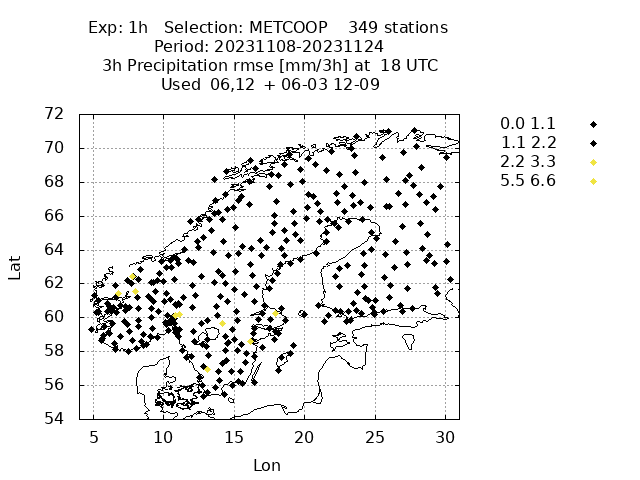 Exp: 1h   Selection: METCOOP    349 stations
Period: 20231108-20231124
3h Precipitation rmse [mm/3h] at  18 UTC
Used  06,12  + 06-03 12-09
0.0 1.1
1.1 2.2
2.2 3.3
5.5 6.6
Lat
72
70
68
66
64
62
60
58
56
54
5 10 15 20 25 30
Lon